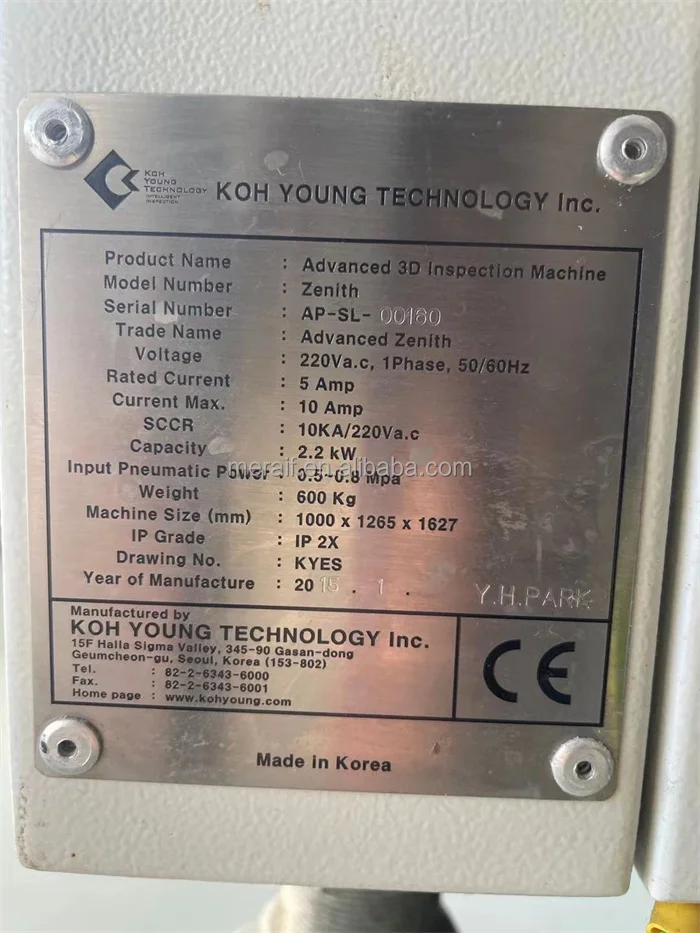 KOH
YOUNG
TECHNOLOGY
INTELLIGENT
INSPECTION
KOH YOUNG TECHNOLOGY Inc.
Product Name : Advanced 3D Inspection Machine
Model Number : Zenith
Serial Number : AP-SL- 00160
Trade Name : Advanced Zenith
Voltage : 220Va.c, 1Phase, 50/60Hz
Rated Current : 5 Amp
Current Max. : 10 Amp
SCCR : 10KA/220Va.c
Capacity : 2.2 kW
Input Pneumatic Power : 0.5~0.8 Mpa
meraif.en.alibaba.com
Weight : 600 Kg
Machine Size (mm) : 1000 x 1265 x 1627
IP Grade : IP 2X
Drawing No. : KYES
Year of Manufacture : 2015 . 1 . Y.H.PARK
Manufactured by
KOH YOUNG TECHNOLOGY Inc.
15F Halla Sigma Valley, 345-90 Gasan-dong
Geumcheon-gu, Seoul, Korea (153-802)
Tel. : 82-2-6343-6000
Fax. : 82-2-6343-6001
Home page : www.kohyoung.com
CE
Made in Korea